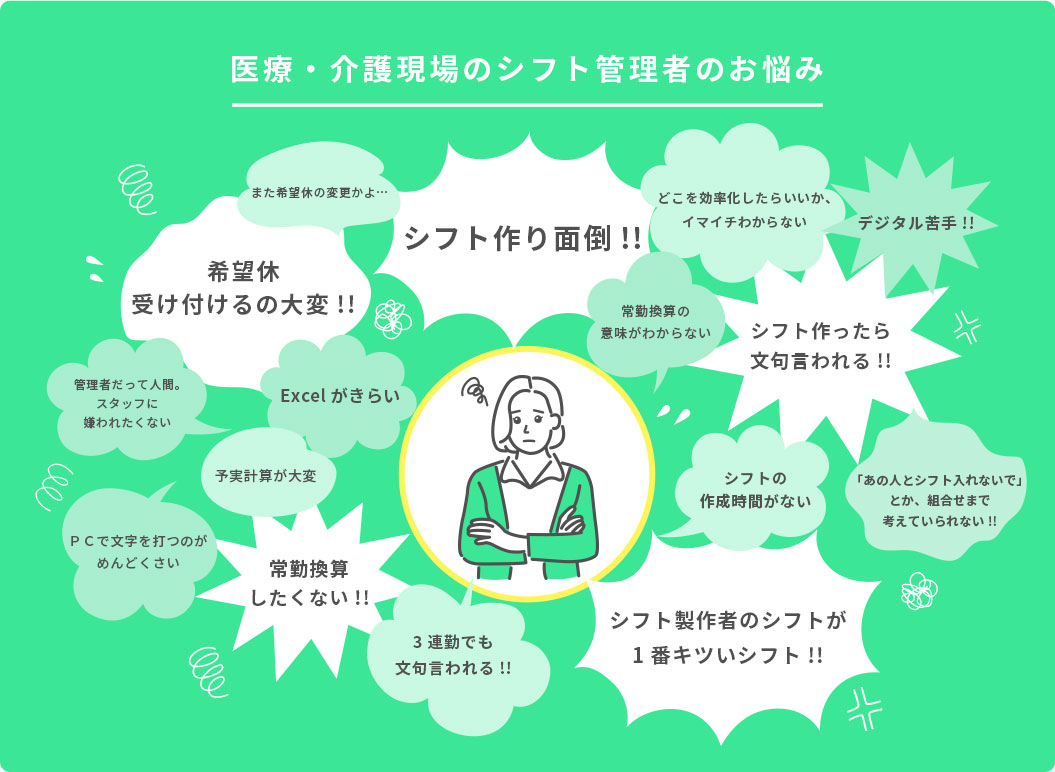 医療・介護現場のシフト管理者のお悩み
また希望休の変更かよ…
シフト作り面倒!!
どこを効率化したらいいか、
イマイチわからない
デジタル苦手!!
希望休
受け付けるの大変!!
常勤換算の
意味がわからない
シフト作ったら
文句言われる!!
管理者だって人間。
スタッフに
嫌われたくない
Excelがきらい
予実計算が大変
シフトの
作成時間がない
「あの人とシフト入れないで」
とか、組合せまで
考えていられない!!
ＰＣで文字を打つのが
めんどくさい
常勤換算
したくない!!
3連勤でも
文句言われる!!
シフト製作者のシフトが
1番キツいシフト!!